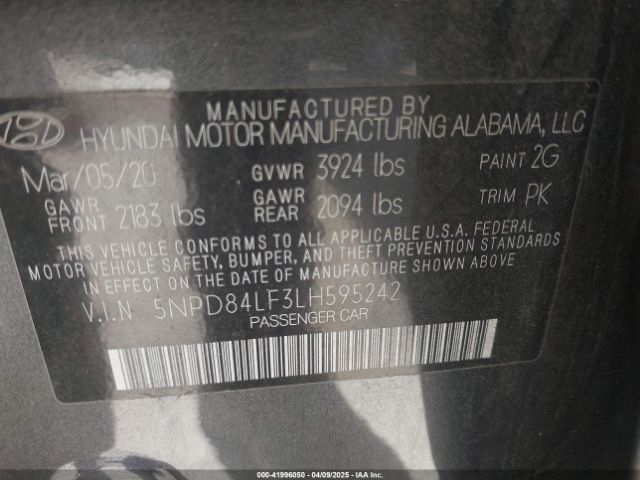 MANUFACTURED BY
HYUNDAI MOTOR MANUFACTURING ALABAMA, LLC
Mar/05/20 GVWR 3924 lbs PAINT 2G
GAWR FRONT 2183 lbs GAWR REAR 2094 lbs TRIM PK
THIS VEHICLE CONFORMS TO ALL APPLICABLE U.S.A. FEDERAL
MOTOR VEHICLE SAFETY, BUMPER, AND THEFT PREVENTION STANDARDS
IN EFFECT ON THE DATE OF MANUFACTURE SHOWN ABOVE.
V.I.N 5NPD84LF3LH595242
PASSENGER CAR
000-41996050 - 04/09/2025 - IAA Inc.